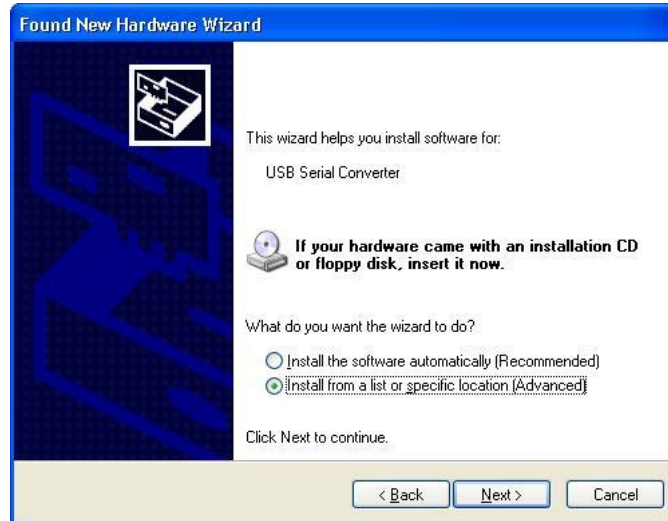 Found New Hardware Wizard
This wizard helps you install software for:
USB Serial Converter
If your hardware came with an installation CD
or floppy disk, insert it now.
What do you want the wizard to do?
Install the software automatically (Recommended)
Install from a list or specific location (Advanced)
Click Next to continue.
< Back Next > Cancel